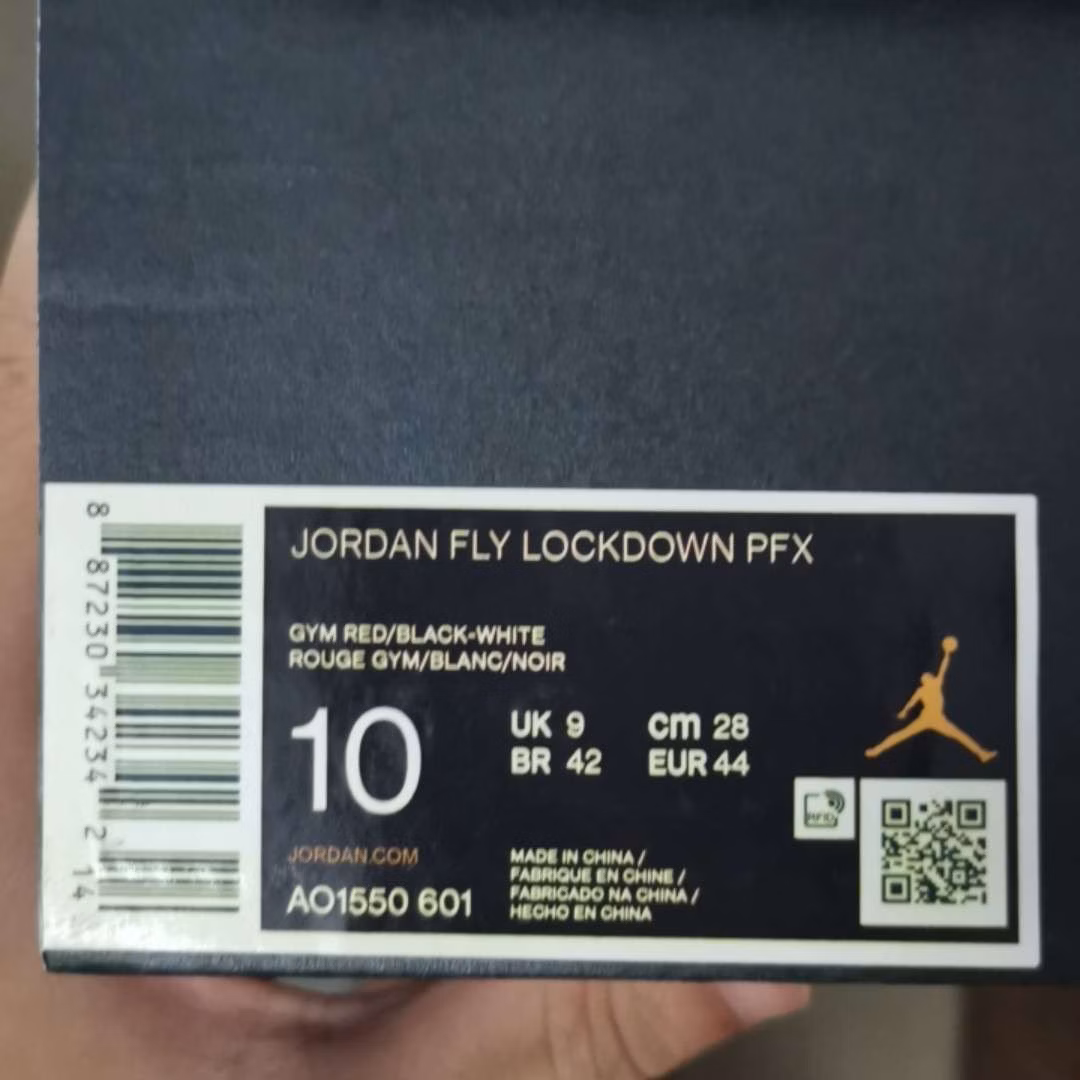 JORDAN FLY LOCKDOWN PFX
GYM RED/BLACK-WHITE
ROUGE GYM/BLANC/NOIR
10
UK 9 cm 28
BR 42 EUR 44
JORDAN.COM
AO1550 601
MADE IN CHINA /
FABRIQUE EN CHINE /
FABRICADO NA CHINA /
HECHO EN CHINA
RFID
8 87230 34234 2 14